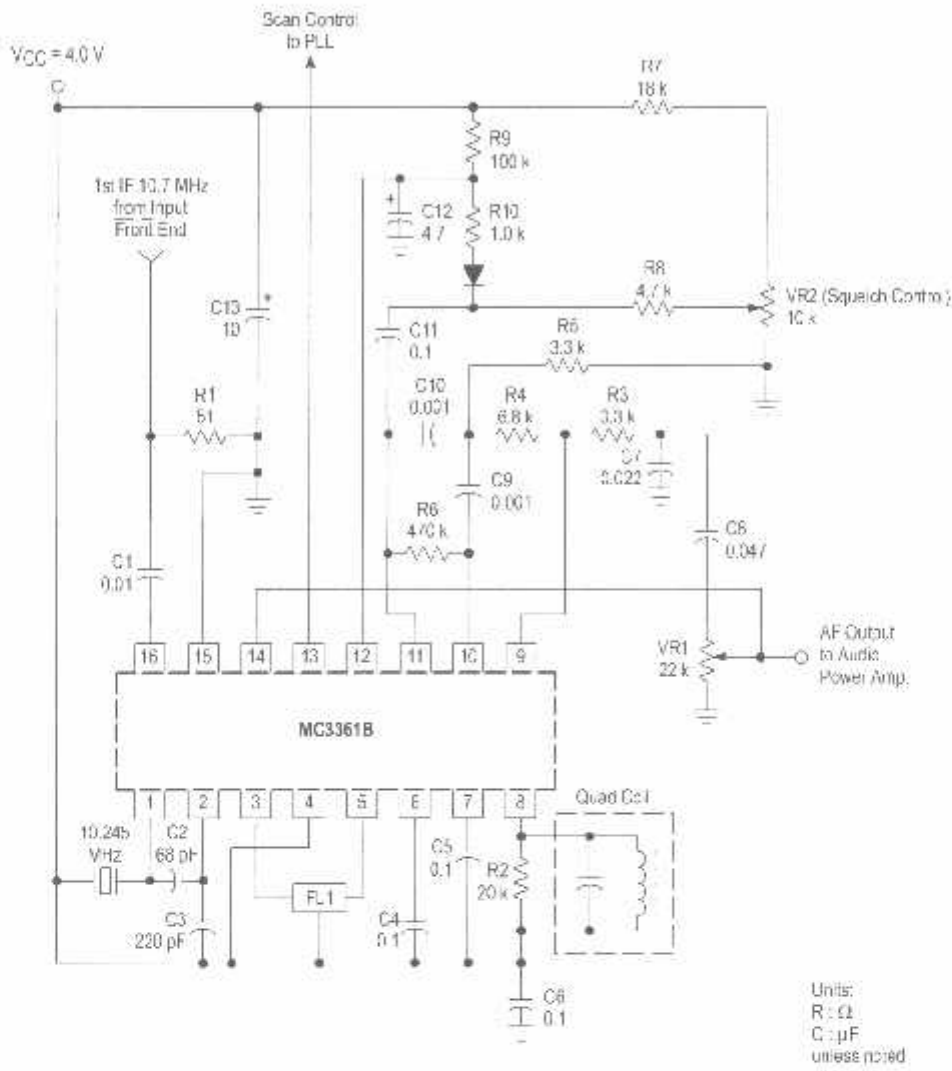 Scan Control
to PLL
VCC = 4.0 V
R7
18 k
R9
100 k
1st IF 10.7 MHz
from Input
Front End
+
C12
4.7
R10
1.0 k
R8
4.7 k
VR2 (Squelch Control)
10 k
C13
10
+
C11
0.1
R5
3.3 k
C10
0.001
R1
51
R4
6.8 k
R3
3.3 k
C7
0.022
C9
0.001
R6
470 k
C8
0.047
C1
0.01
VR1
22 k
AF Output
to Audio
Power Amp.
16 15 14 13 12 11 10 9
MC3361B
1 2 3 4 5 6 7 8
Quad Coil
10.245
MHz
C2
68 pF
C5
0.1
R2
20 k
FL1
C3
220 pF
C4
0.1
C6
0.1
Units:
R : Ω
C : µF
unless noted